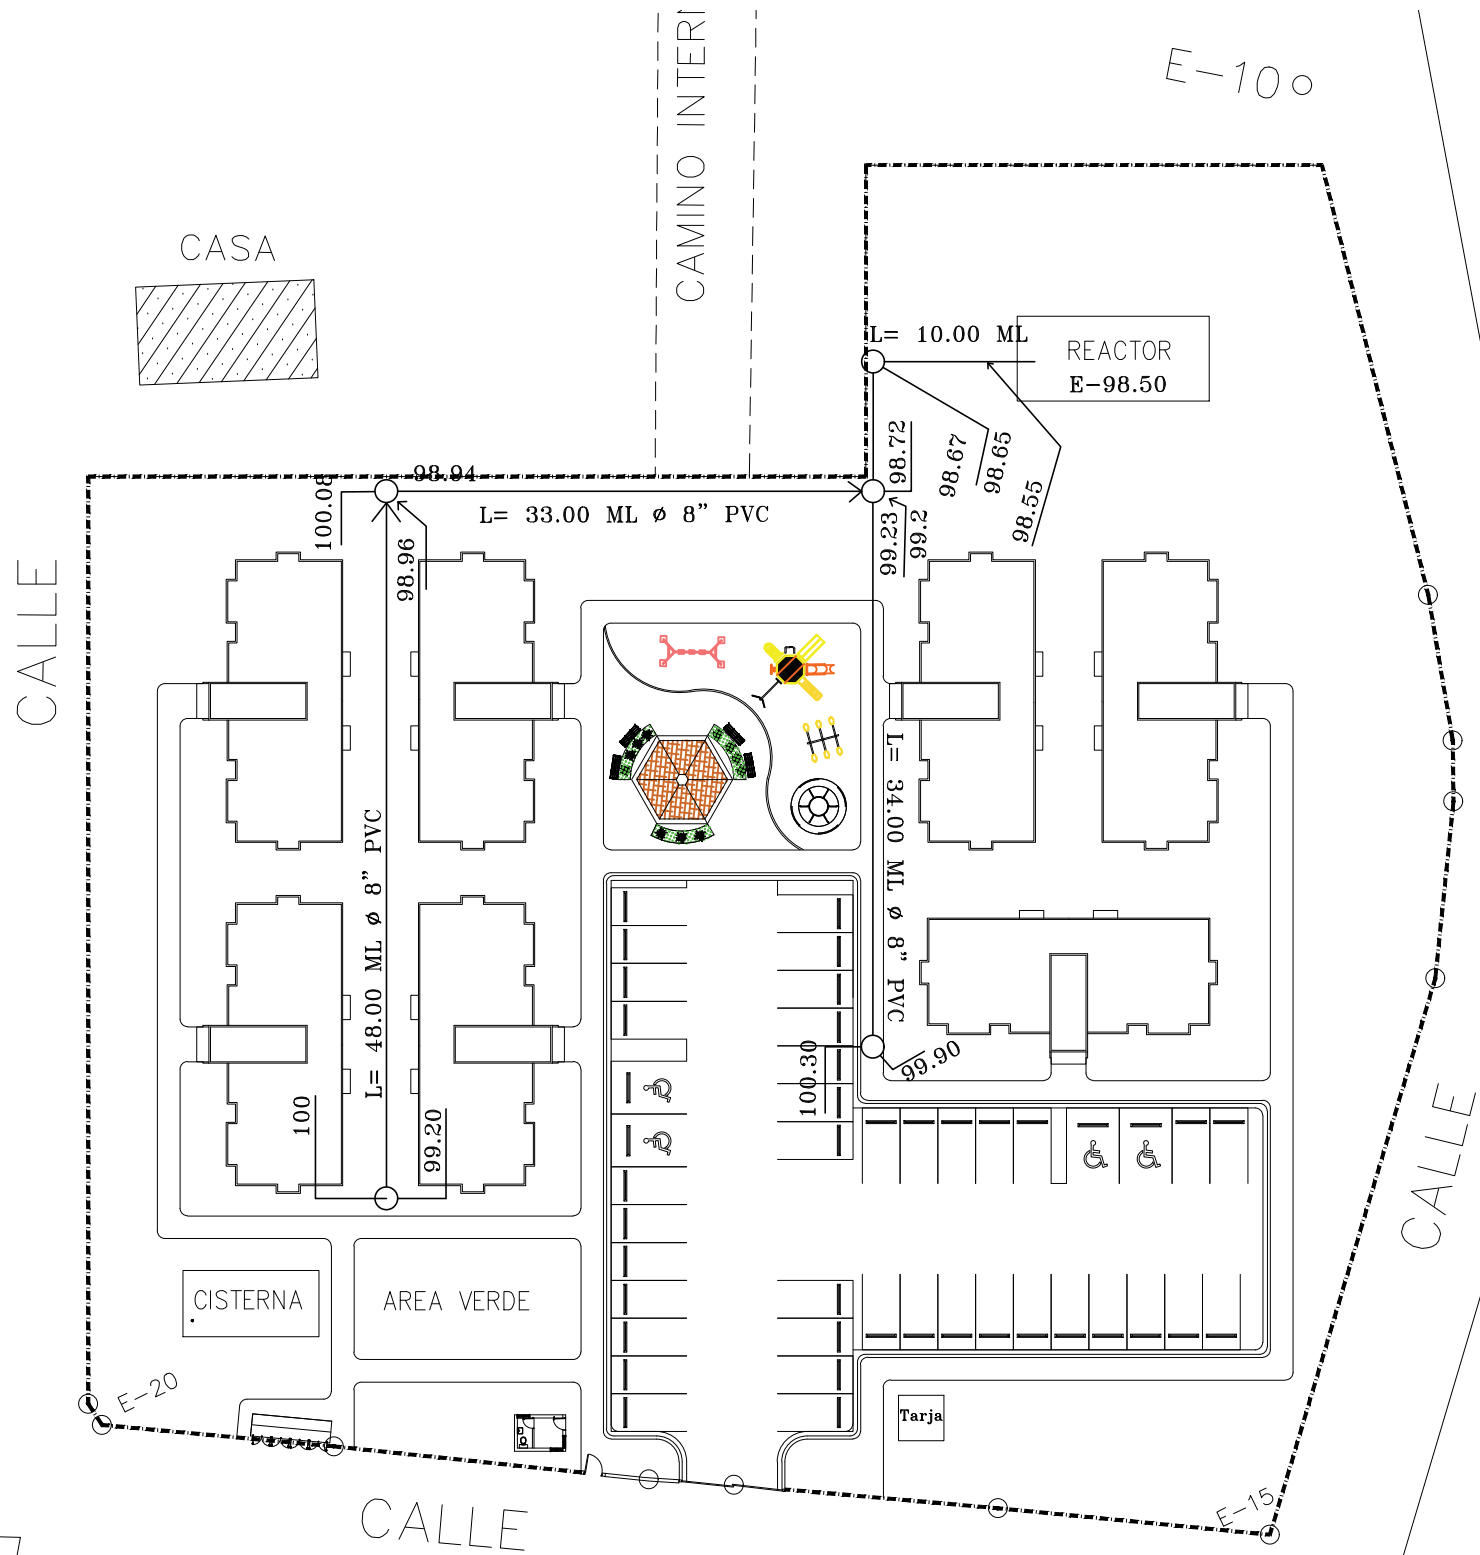 E-10
CAMINO INTERI
CASA
L= 10.00 ML
REACTOR
E-98.50
98.72
98.67
98.65
98.55
98.94
100.08
L= 33.00 ML ø 8" PVC
98.96
99.23
99.2
CALLE
L= 34.00 ML ø 8" PVC
L= 48.00 ML ø 8" PVC
100.30
99.90
100
99.20
CALLE
CISTERNA
AREA VERDE
E-20
Tarja
E-15
CALLE